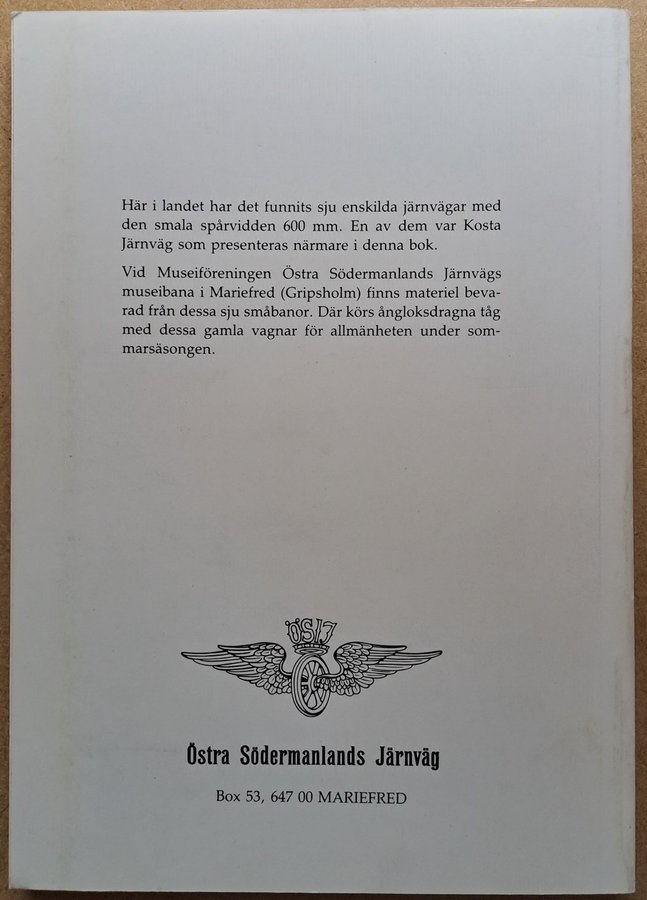 Här i landet har det funnits sju enskilda järnvägar med
den smala spårvidden 600 mm. En av dem var Kosta
Järnväg som presenteras närmare i denna bok.
Vid Museiföreningen Östra Södermanlands Järnvägs
museibana i Mariefred (Gripsholm) finns materiel beva-
rad från dessa sju småbanor. Där körs ångloksdragna tåg
med dessa gamla vagnar för allmänheten under som-
marsäsongen.
ÖSlJ
Östra Södermanlands Järnväg
Box 53, 647 00 MARIEFRED